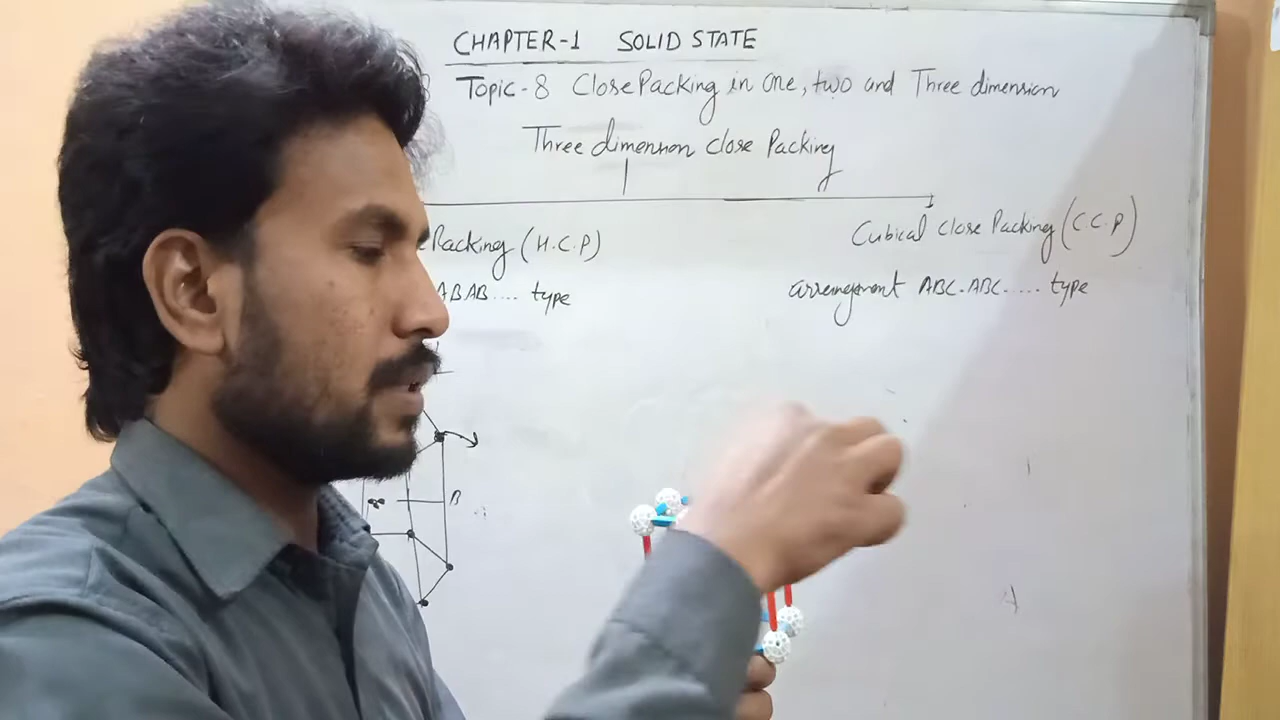 CHAPTER-1 SOLID STATE
Topic-8 Close Packing in one, two and Three dimension
Three dimension close Packing
Packing (H.C.P)
Cubical close Packing (C.C.P)
ABAB.... type
arrengement ABC.ABC..... type
B
A